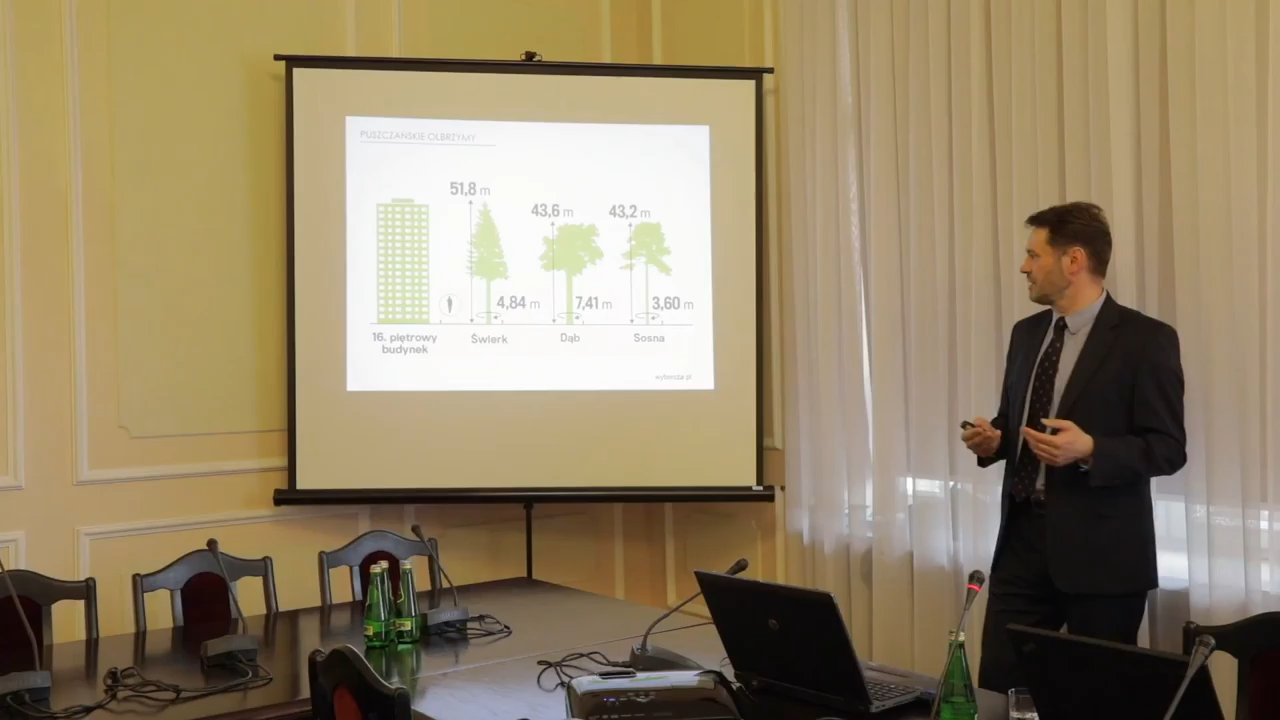 PUSZCZAŃSKIE OLBRZYMY
51,8 m
43,6 m
43,2 m
4,84 m
7,41 m
3,60 m
16. piętrowy
budynek
Świerk
Dąb
Sosna
wyborcza.pl